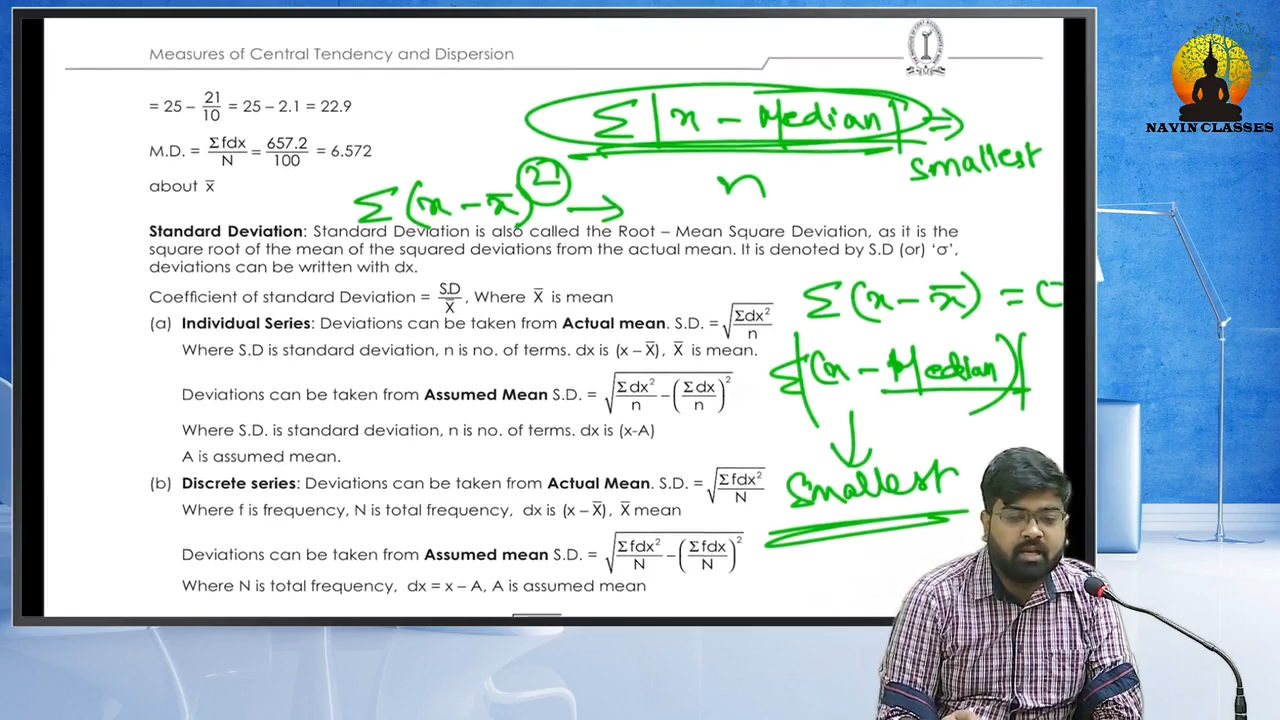 Measures of Central Tendency and Dispersion
NAVIN CLASSES
= 25 – 21/10 = 25 – 2.1 = 22.9
Σ|x – Median| ⇒ smallest
n
M.D. = Σfdx/N = 657.2/100 = 6.572
about x̄
Σ(x – x̄)² →
Standard Deviation: Standard Deviation is also called the Root – Mean Square Deviation, as it is the
square root of the mean of the squared deviations from the actual mean. It is denoted by S.D (or) ‘σ’,
deviations can be written with dx.
Coefficient of standard Deviation = S.D/X̄, Where X̄ is mean
Σ(x – x̄) = 0
(a) Individual Series: Deviations can be taken from Actual mean. S.D. = √(Σdx²/n)
Where S.D is standard deviation, n is no. of terms. dx is (x – X̄), X̄ is mean.
Σ|(x – Median)|
↓
smallest
Deviations can be taken from Assumed Mean S.D. = √(Σdx²/n – (Σdx/n)²)
Where S.D. is standard deviation, n is no. of terms. dx is (x-A)
A is assumed mean.
(b) Discrete series: Deviations can be taken from Actual Mean. S.D. = √(Σfdx²/N)
Where f is frequency, N is total frequency, dx is (x – X̄), X̄ mean
Deviations can be taken from Assumed mean S.D. = √(Σfdx²/N – (Σfdx/N)²)
Where N is total frequency, dx = x – A, A is assumed mean